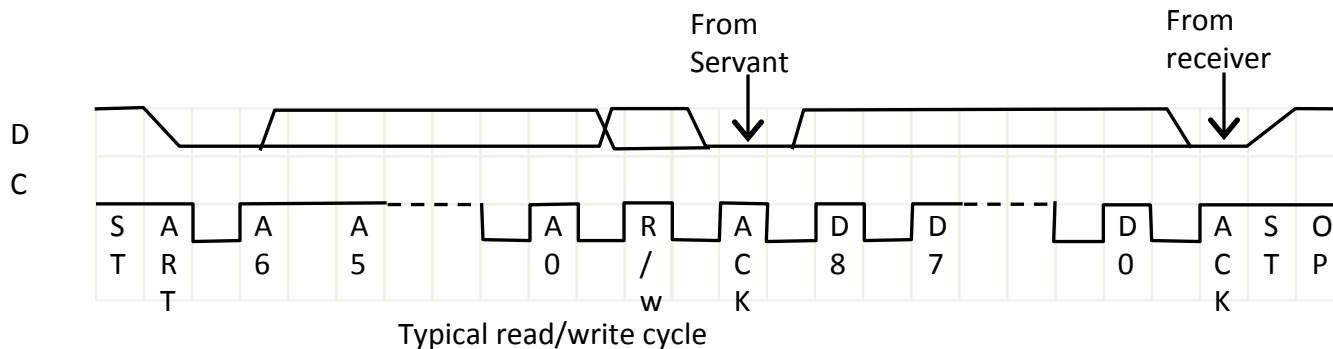 From
Servant
From
receiver
D
C
S A A A A R A D D D A S O
T R 6 5 0 / C 8 7 0 C T P
T w K K
Typical read/write cycle